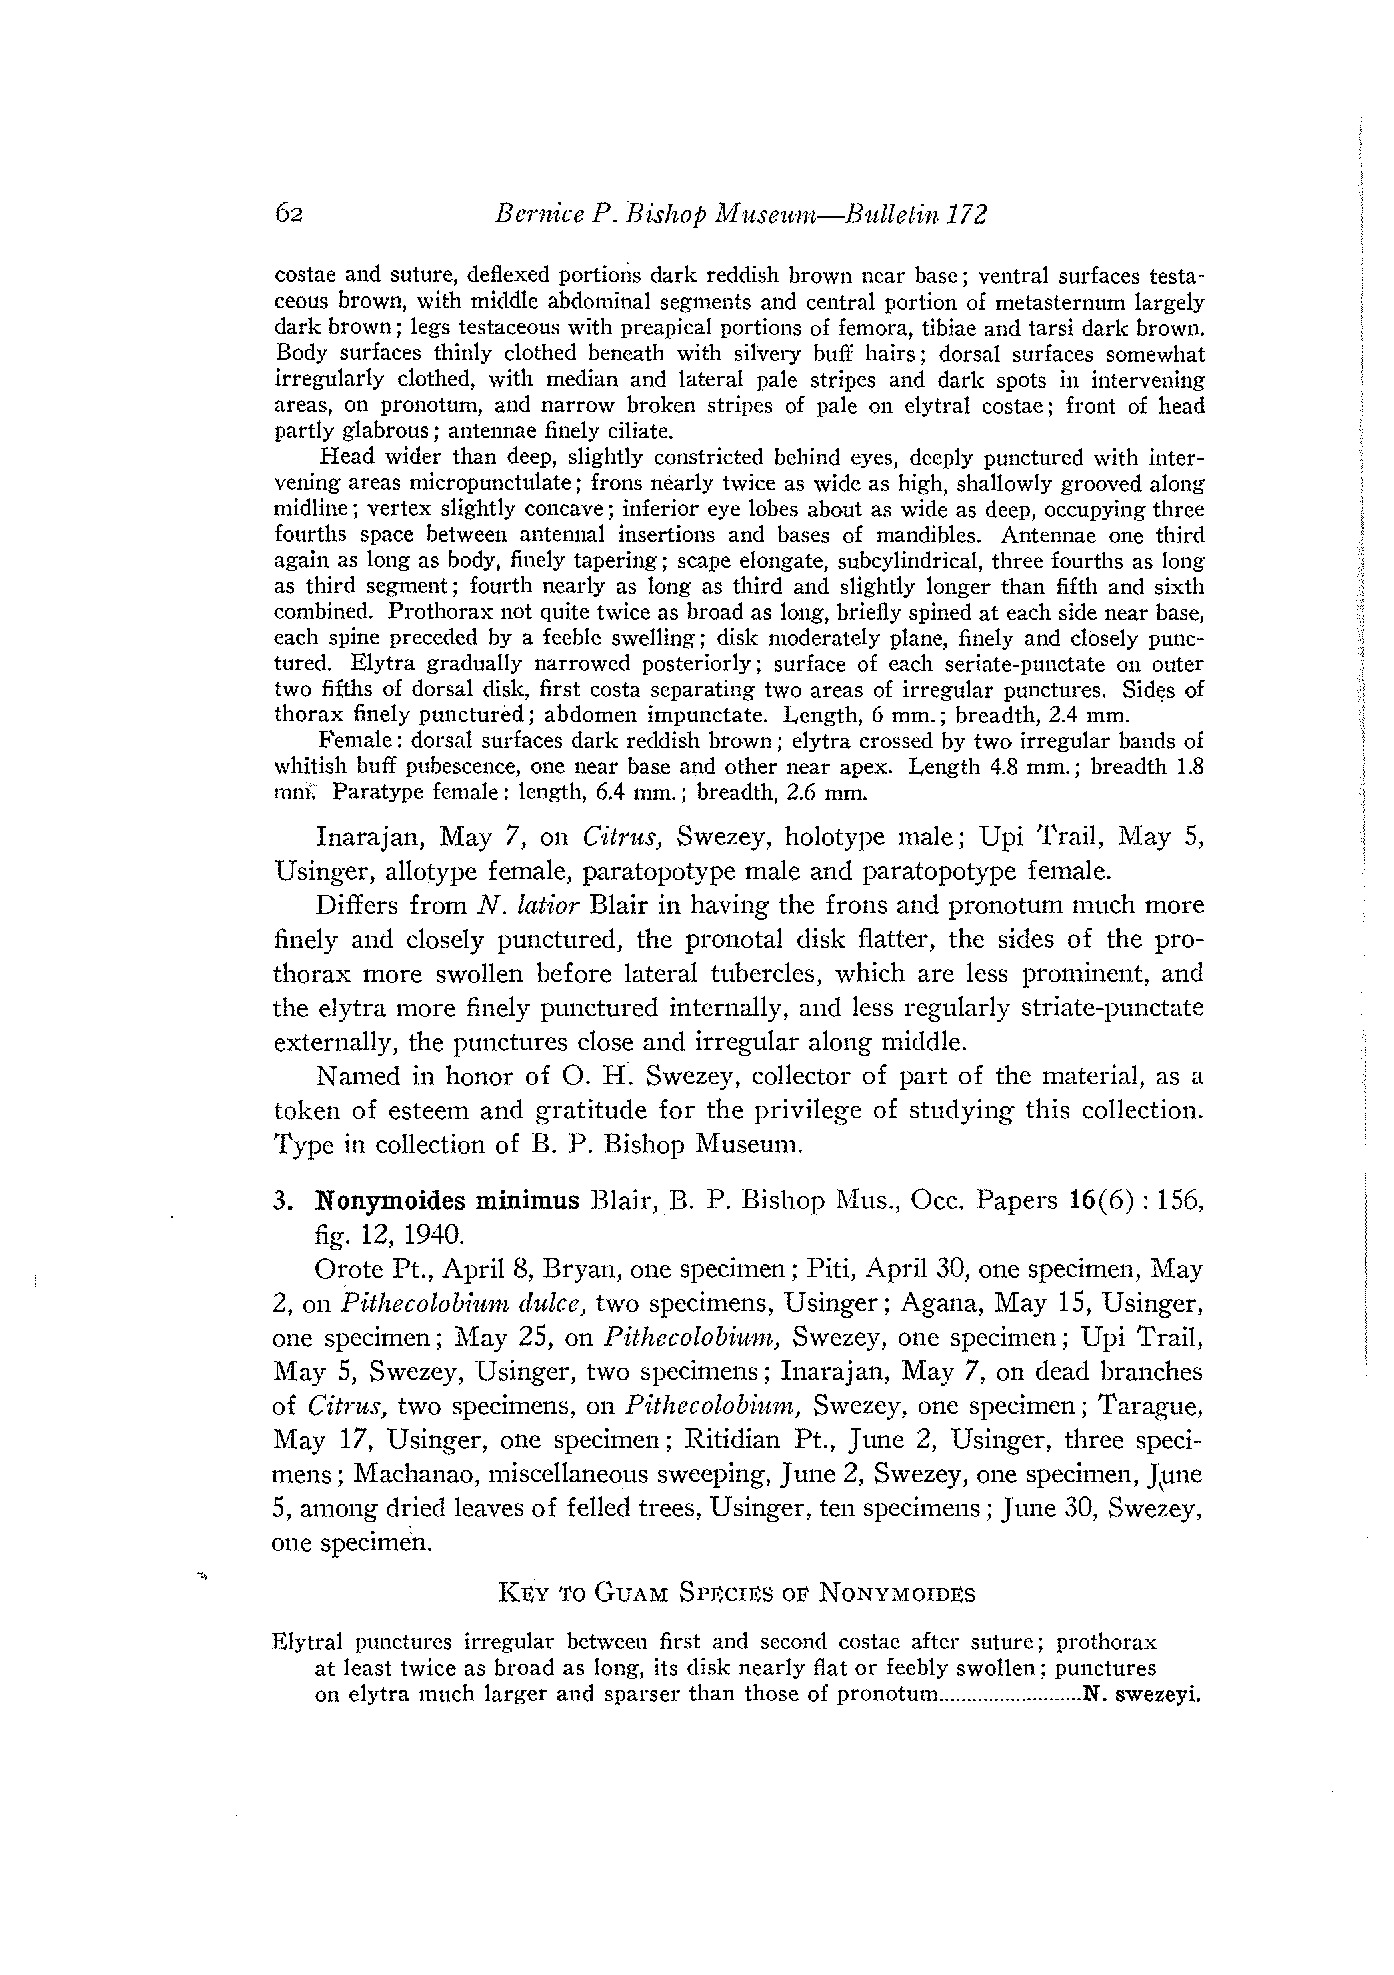 62 Bernice P. Bishop Museum—Bulletin 172
costae and suture, deflexed portions dark reddish brown near base; ventral surfaces testa-
ceous brown, with middle abdominal segments and central portion of metasternum largely
dark brown; legs testaceous with preapical portions of femora, tibiae and tarsi dark brown.
Body surfaces thinly clothed beneath with silvery buff hairs; dorsal surfaces somewhat
irregularly clothed, with median and lateral pale stripes and dark spots in intervening
areas, on pronotum, and narrow broken stripes of pale on elytral costae; front of head
partly glabrous; antennae finely ciliate.
Head wider than deep, slightly constricted behind eyes, deeply punctured with inter-
vening areas micropunctulate; frons nearly twice as wide as high, shallowly grooved along
midline; vertex slightly concave; inferior eye lobes about as wide as deep, occupying three
fourths space between antennal insertions and bases of mandibles. Antennae one third
again as long as body, finely tapering; scape elongate, subcylindrical, three fourths as long
as third segment; fourth nearly as long as third and slightly longer than fifth and sixth
combined. Prothorax not quite twice as broad as long, briefly spined at each side near base,
each spine preceded by a feeble swelling; disk moderately plane, finely and closely punc-
tured. Elytra gradually narrowed posteriorly; surface of each seriate-punctate on outer
two fifths of dorsal disk, first costa separating two areas of irregular punctures. Sides of
thorax finely punctured; abdomen impunctate. Length, 6 mm.; breadth, 2.4 mm.
Female: dorsal surfaces dark reddish brown; elytra crossed by two irregular bands of
whitish buff pubescence, one near base and other near apex. Length 4.8 mm.; breadth 1.8
mm. Paratype female: length, 6.4 mm.; breadth, 2.6 mm.
Inarajan, May 7, on Citrus, Swezey, holotype male; Upi Trail, May 5,
Usinger, allotype female, paratopotype male and paratopotype female.
Differs from N. latior Blair in having the frons and pronotum much more
finely and closely punctured, the pronotal disk flatter, the sides of the pro-
thorax more swollen before lateral tubercles, which are less prominent, and
the elytra more finely punctured internally, and less regularly striate-punctate
externally, the punctures close and irregular along middle.
Named in honor of O. H. Swezey, collector of part of the material, as a
token of esteem and gratitude for the privilege of studying this collection.
Type in collection of B. P. Bishop Museum.
3. Nonymoides minimus Blair, B. P. Bishop Mus., Occ. Papers 16(6): 156,
fig. 12, 1940.
Orote Pt., April 8, Bryan, one specimen; Piti, April 30, one specimen, May
2, on Pithecolobium dulce, two specimens, Usinger; Agana, May 15, Usinger,
one specimen; May 25, on Pithecolobium, Swezey, one specimen; Upi Trail,
May 5, Swezey, Usinger, two specimens; Inarajan, May 7, on dead branches
of Citrus, two specimens, on Pithecolobium, Swezey, one specimen; Tarague,
May 17, Usinger, one specimen; Ritidian Pt., June 2, Usinger, three speci-
mens; Machanao, miscellaneous sweeping, June 2, Swezey, one specimen, June
5, among dried leaves of felled trees, Usinger, ten specimens; June 30, Swezey,
one specimen.
KEY TO GUAM SPECIES OF NONYMOIDES
Elytral punctures irregular between first and second costae after suture; prothorax
at least twice as broad as long, its disk nearly flat or feebly swollen; punctures
on elytra much larger and sparser than those of pronotum.........................N. swezeyi.